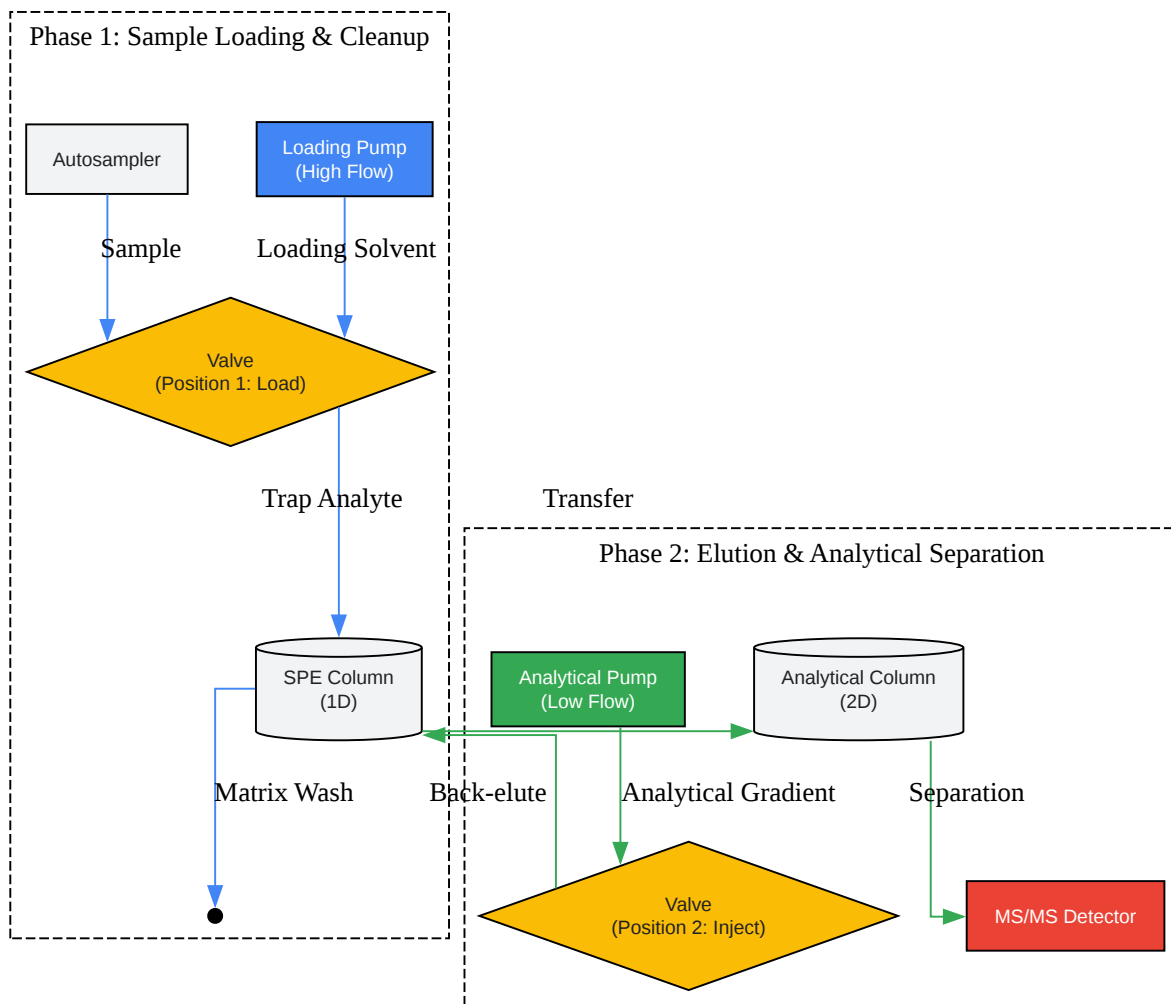 Phase 1: Sample Loading & Cleanup
Autosampler
Loading Pump
(High Flow)
Sample
Loading Solvent
Valve
(Position 1: Load)
Trap Analyte
Transfer
Phase 2: Elution & Analytical Separation
SPE Column
(1D)
Analytical Pump
(Low Flow)
Analytical Column
(2D)
Matrix Wash
Back-elute
Analytical Gradient
Separation
Valve
(Position 2: Inject)
MS/MS Detector